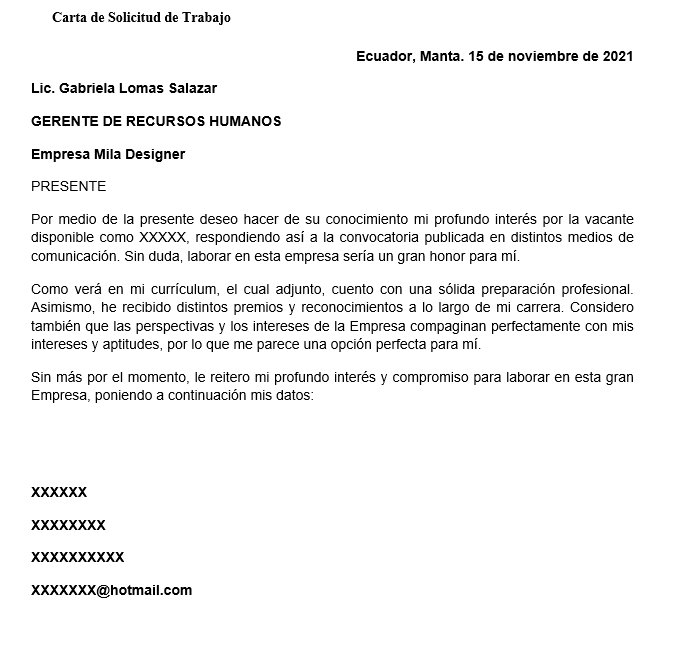 Carta de Solicitud de Trabajo
Ecuador, Manta. 15 de noviembre de 2021
Lic. Gabriela Lomas Salazar
GERENTE DE RECURSOS HUMANOS
Empresa Mila Designer
PRESENTE
Por medio de la presente deseo hacer de su conocimiento mi profundo interés por la vacante
disponible como XXXXX, respondiendo así a la convocatoria publicada en distintos medios de
comunicación. Sin duda, laborar en esta empresa sería un gran honor para mí.
Como verá en mi currículum, el cual adjunto, cuento con una sólida preparación profesional.
Asimismo, he recibido distintos premios y reconocimientos a lo largo de mi carrera. Considero
también que las perspectivas y los intereses de la Empresa compaginan perfectamente con mis
intereses y aptitudes, por lo que me parece una opción perfecta para mí.
Sin más por el momento, le reitero mi profundo interés y compromiso para laborar en esta gran
Empresa, poniendo a continuación mis datos:
XXXXXX
XXXXXXXX
XXXXXXXXXX
XXXXXXX@hotmail.com